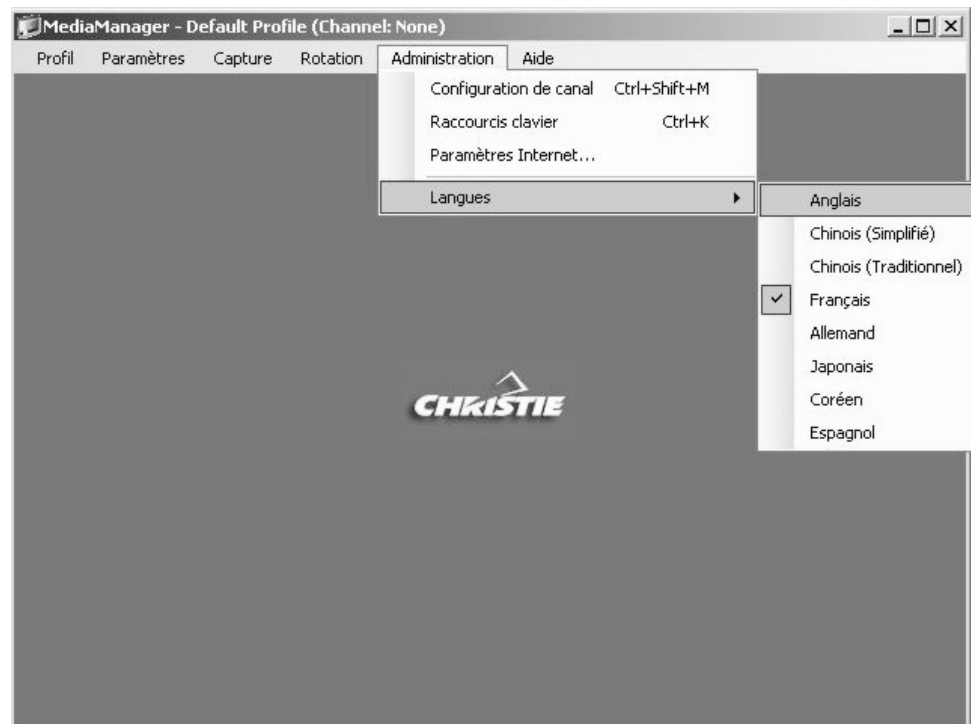 MediaManager - Default Profile (Channel: None)
Profil Paramètres Capture Rotation Administration Aide
Configuration de canal Ctrl+Shift+M
Raccourcis clavier Ctrl+K
Paramètres Internet...
Langues
Anglais
Chinois (Simplifié)
Chinois (Traditionnel)
Français
Allemand
Japonais
Coréen
Espagnol
CHRISTIE